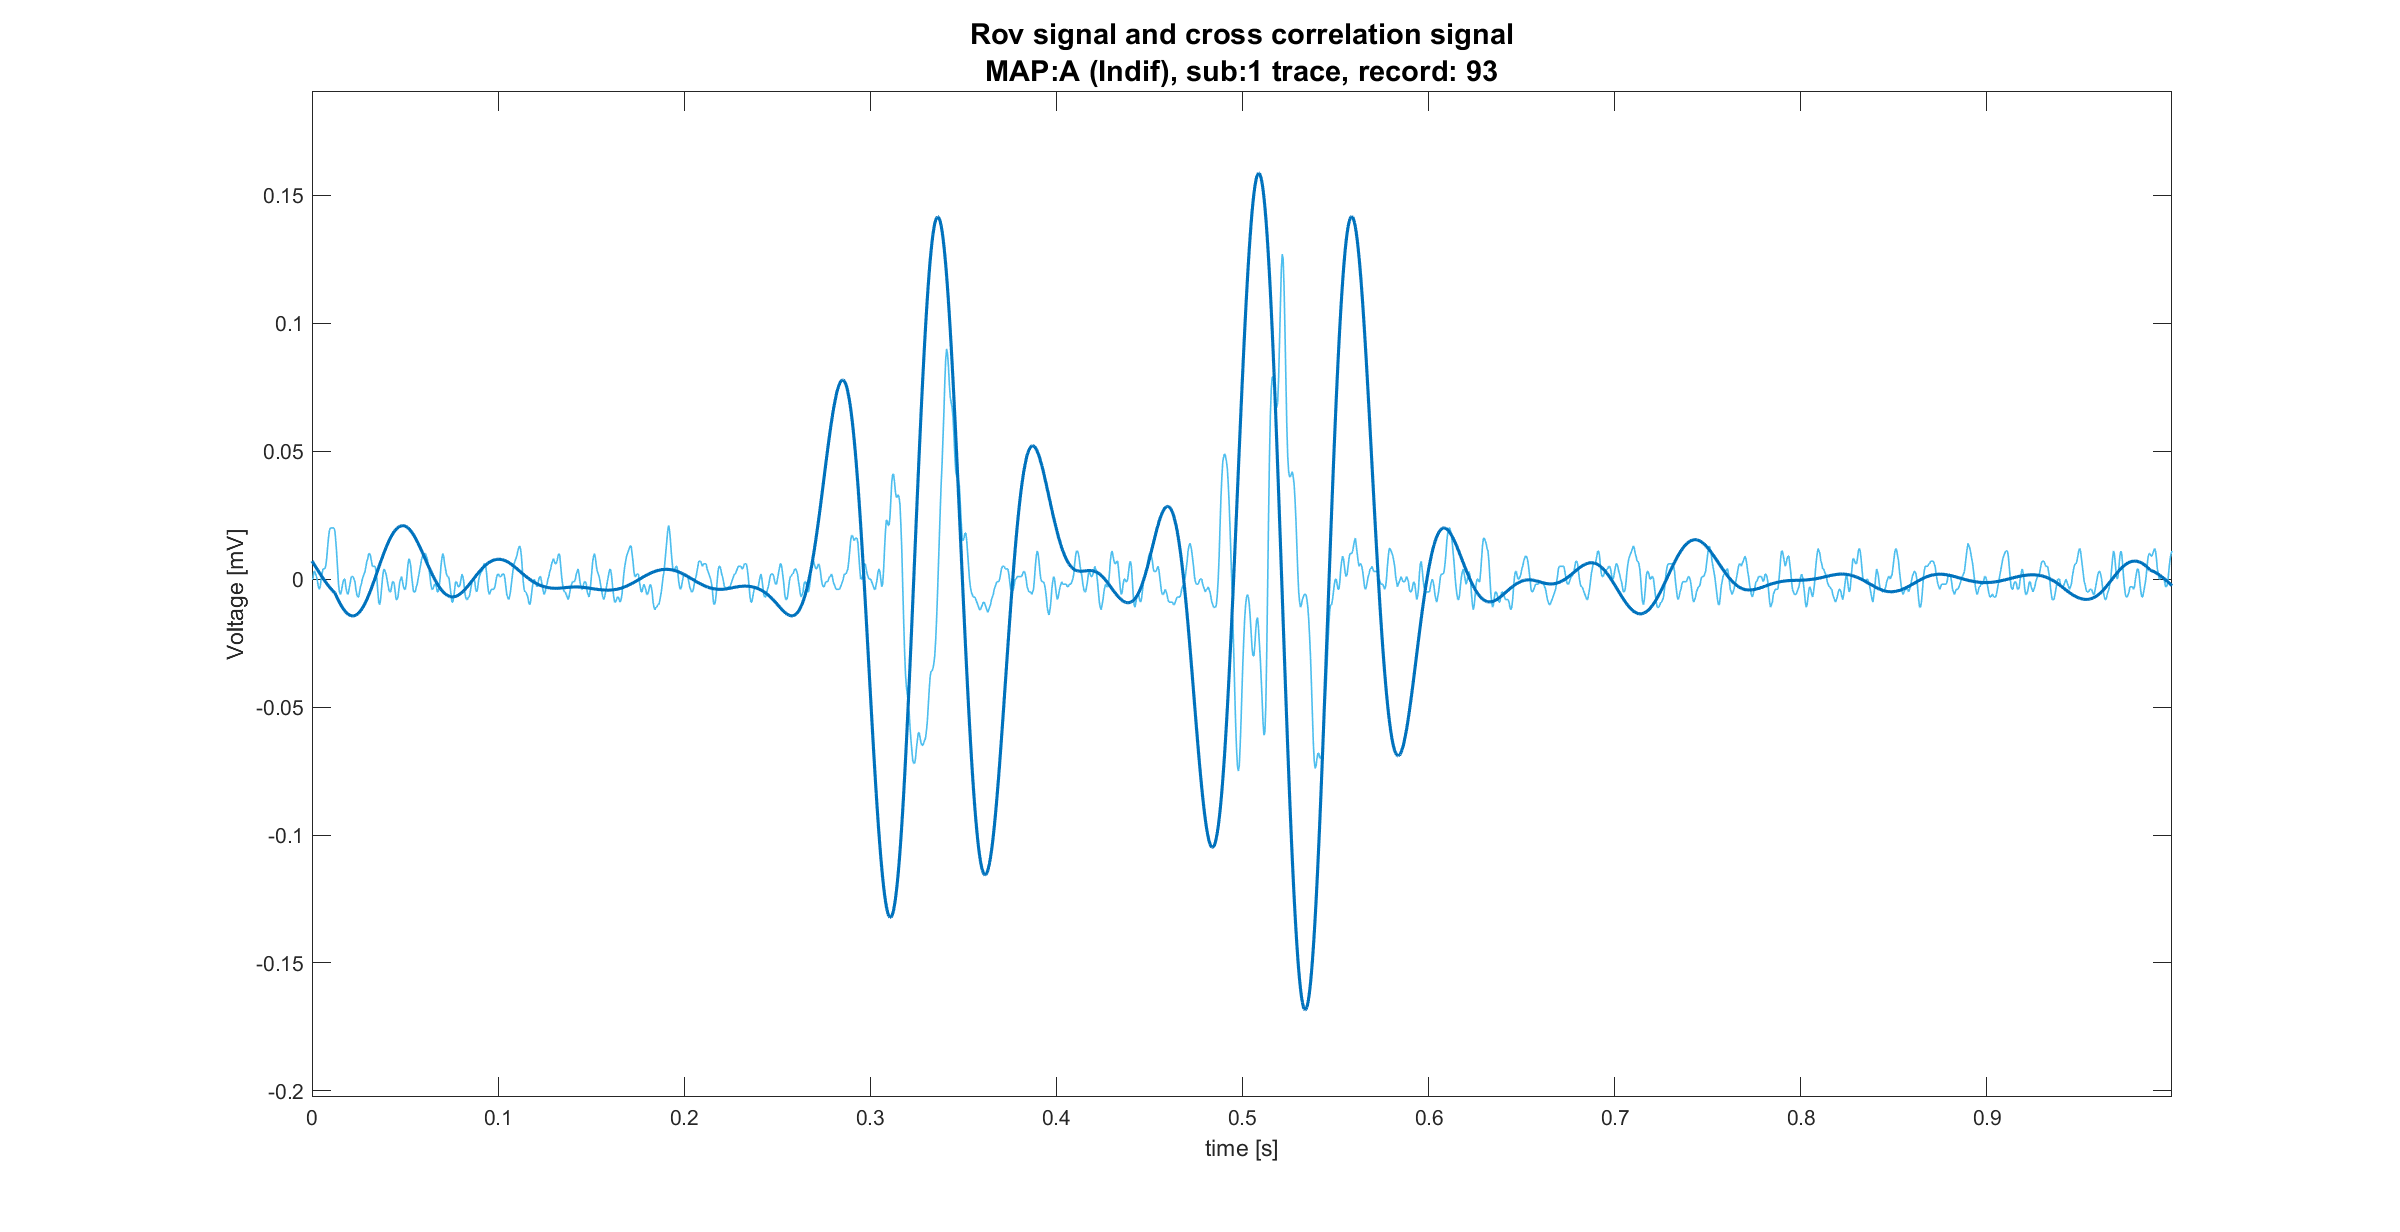 Rov signal and cross correlation signal
MAP:A (Indif), sub:1 trace, record: 93
Voltage [mV]
0.15
0.1
0.05
0
-0.05
-0.1
-0.15
-0.2
0 0.1 0.2 0.3 0.4 0.5 0.6 0.7 0.8 0.9
time [s]